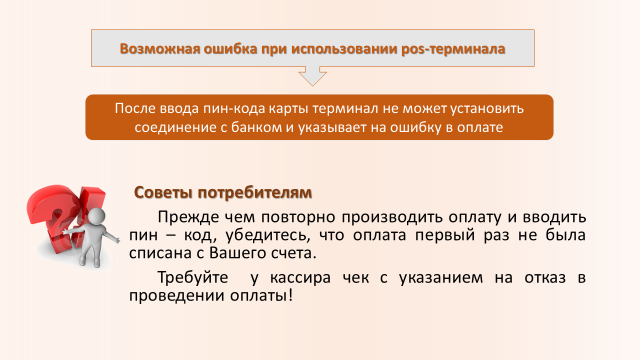 Возможная ошибка при использовании pos-терминала
После ввода пин-кода карты терминал не может установить
соединение с банком и указывает на ошибку в оплате
?!
Советы потребителям
Прежде чем повторно производить оплату и вводить
пин – код, убедитесь, что оплата первый раз не была
списана с Вашего счета.
Требуйте у кассира чек с указанием на отказ в
проведении оплаты!